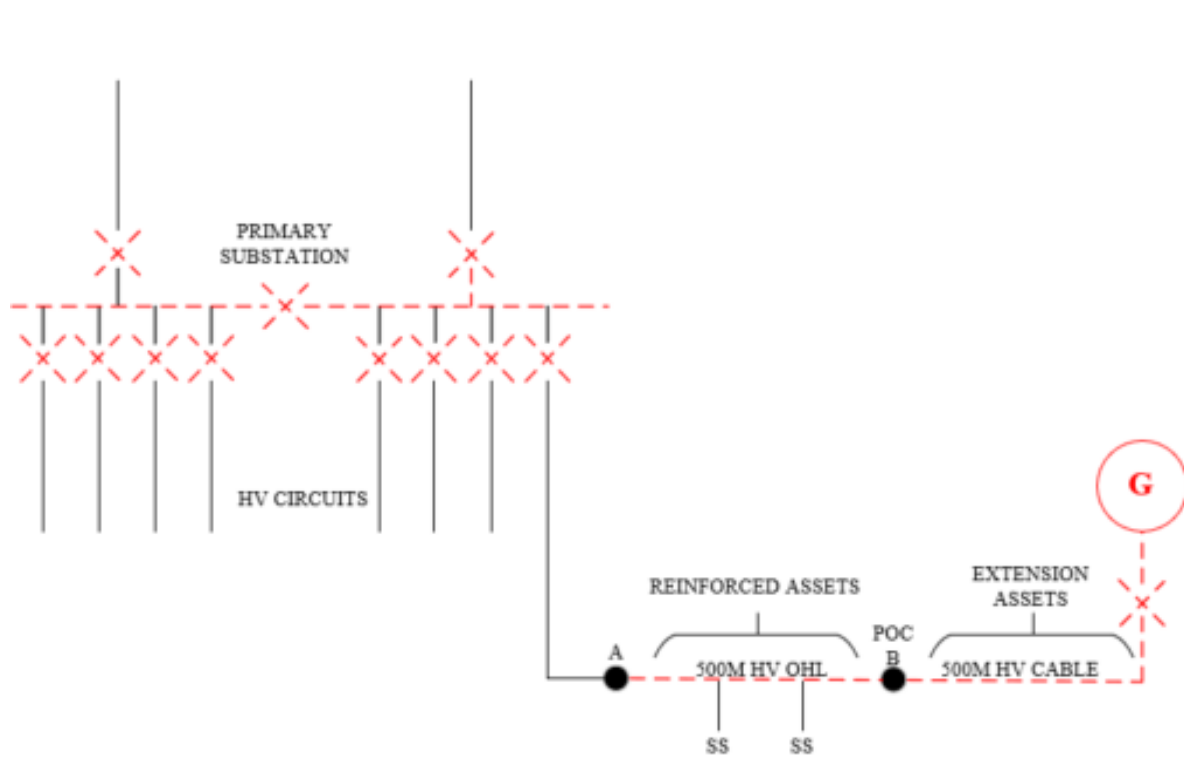 PRIMARY
SUBSTATION
HV CIRCUITS
G
REINFORCED ASSETS
EXTENSION
ASSETS
POC
A
B
500M HV OHL
500M HV CABLE
SS
SS